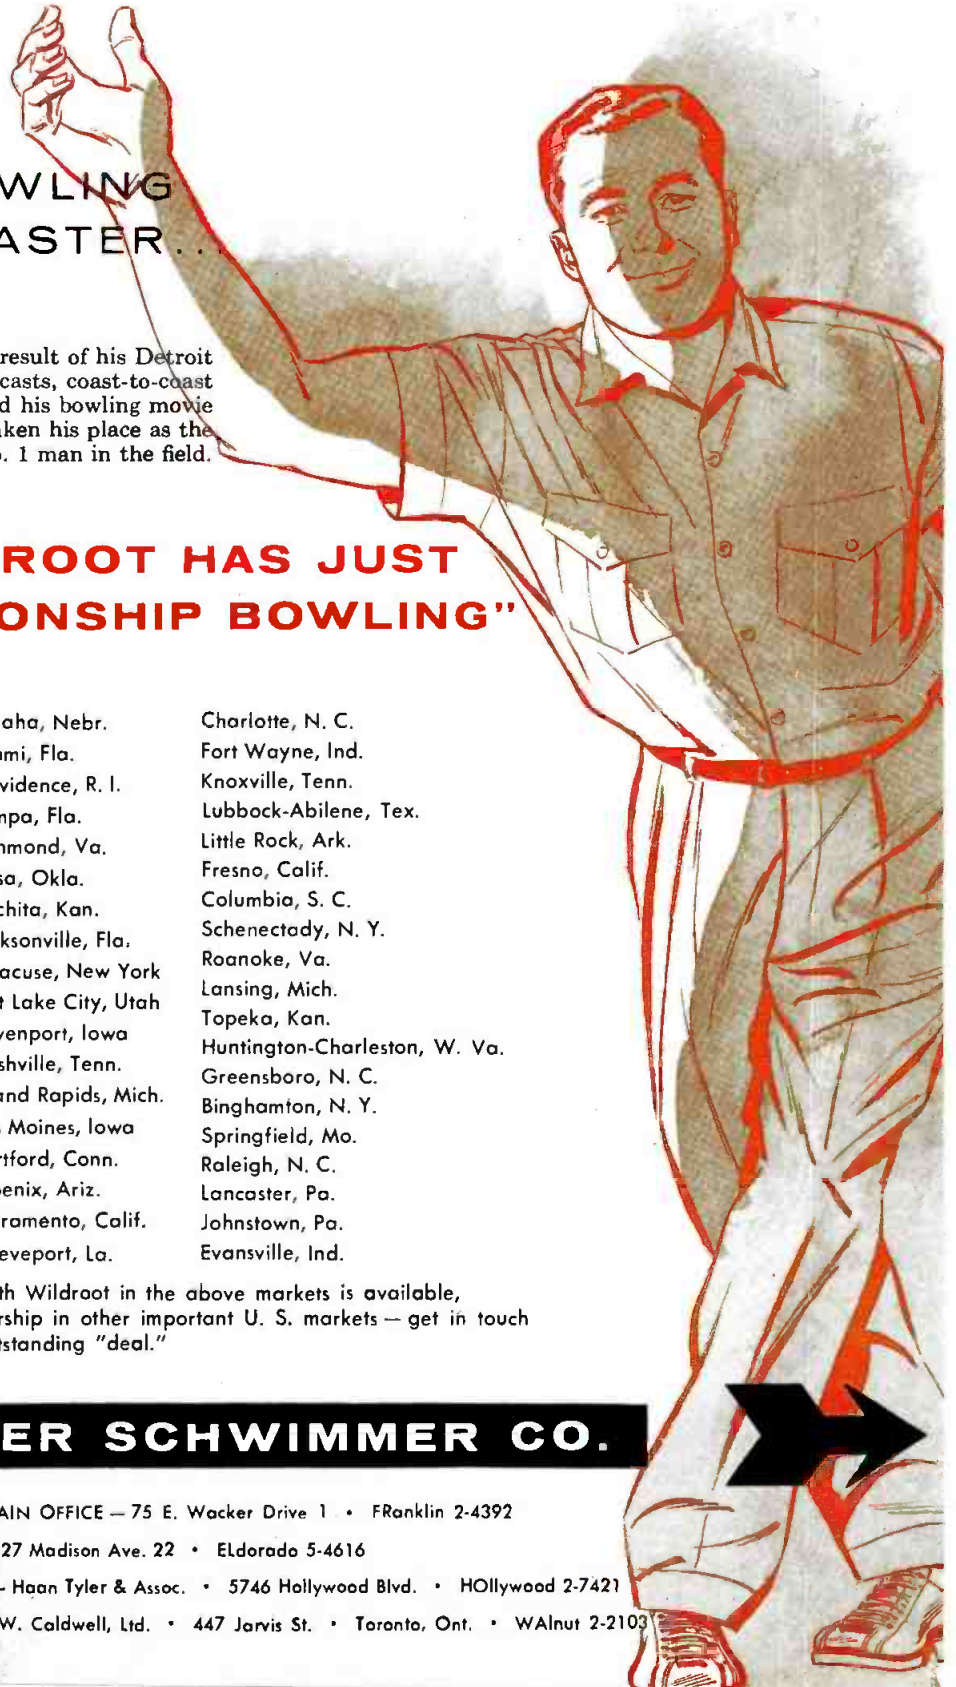 WLING
ASTER...
result of his Detroit
casts, coast-to-coast
d his bowling movie
aken his place as the
. 1 man in the field.
ROOT HAS JUST
ONSHIP BOWLING"
aha, Nebr.
mi, Fla.
vidence, R. I.
npa, Fla.
hmond, Va.
sa, Okla.
chita, Kan.
ksonville, Fla.
acuse, New York
t Lake City, Utah
venport, Iowa
shville, Tenn.
and Rapids, Mich.
Moines, Iowa
rtford, Conn.
enix, Ariz.
ramento, Calif.
eveport, La.
Charlotte, N. C.
Fort Wayne, Ind.
Knoxville, Tenn.
Lubbock-Abilene, Tex.
Little Rock, Ark.
Fresno, Calif.
Columbia, S. C.
Schenectady, N. Y.
Roanoke, Va.
Lansing, Mich.
Topeka, Kan.
Huntington-Charleston, W. Va.
Greensboro, N. C.
Binghamton, N. Y.
Springfield, Mo.
Raleigh, N. C.
Lancaster, Pa.
Johnstown, Pa.
Evansville, Ind.
th Wildroot in the above markets is available,
rship in other important U. S. markets — get in touch
tstanding "deal."
ER SCHWIMMER CO.
AIN OFFICE — 75 E. Wacker Drive 1 • FRanklin 2-4392
27 Madison Ave. 22 • ELdorado 5-4616
- Haan Tyler & Assoc. • 5746 Hollywood Blvd. • HOllywood 2-7421
W. Caldwell, Ltd. • 447 Jarvis St. • Toronto, Ont. • WAlnut 2-2103